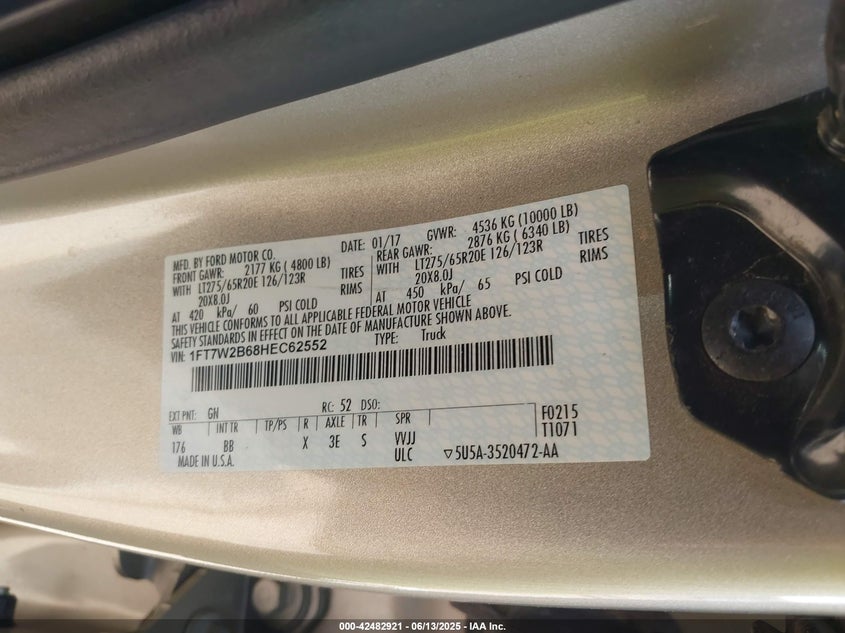 MFD. BY FORD MOTOR CO. DATE: 01/17 GVWR: 4536 KG (10000 LB)
FRONT GAWR: 2177 KG ( 4800 LB) REAR GAWR: 2876 KG ( 6340 LB)
WITH LT275/65R20E 126/123R TIRES WITH LT275/65R20E 126/123R TIRES
20X8.0J RIMS 20X8.0J RIMS
AT 420 kPa/ 60 PSI COLD AT 450 kPa/ 65 PSI COLD
THIS VEHICLE CONFORMS TO ALL APPLICABLE FEDERAL MOTOR VEHICLE
SAFETY STANDARDS IN EFFECT ON THE DATE OF MANUFACTURE SHOWN ABOVE.
VIN: 1FT7W2B68HEC62552 TYPE: Truck
EXT PNT: GN RC: 52 DSO: F0215
WB INT TR TP/PS R AXLE TR SPR T1071
176 BB X 3E S VVJJ
MADE IN U.S.A. ULC ▽5U5A-3520472-AA
000-42482921 - 06/13/2025 - IAA Inc.